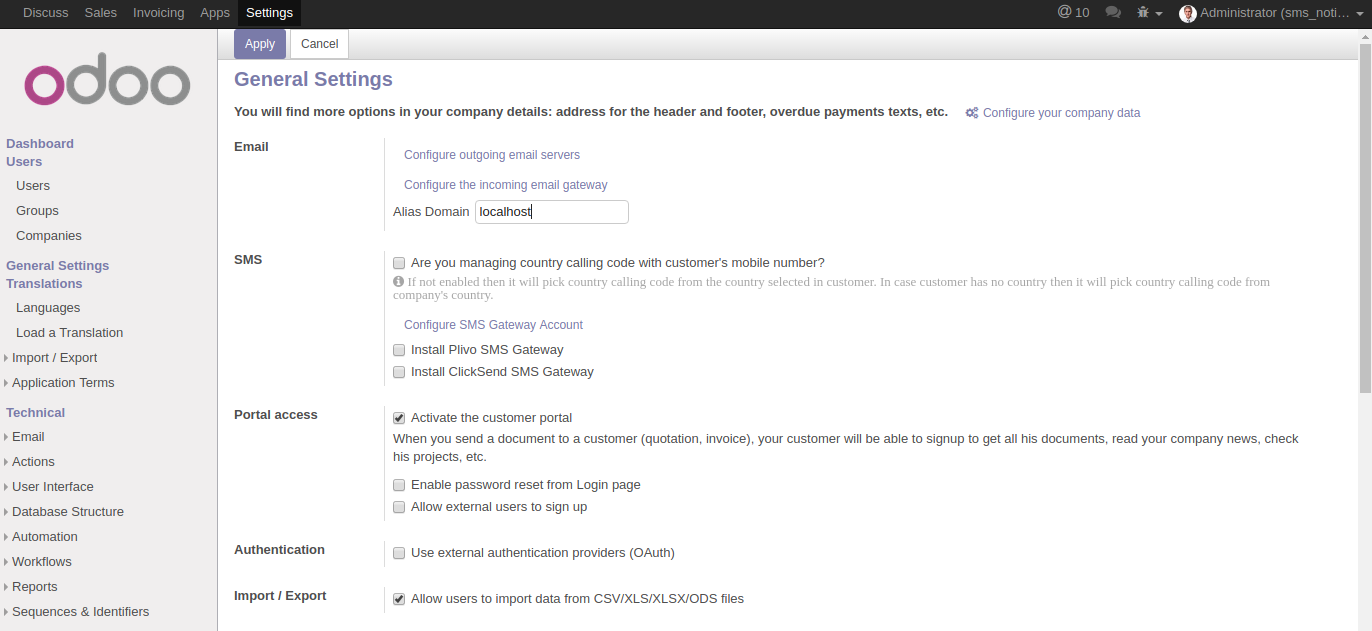 Discuss Sales Invoicing Apps Settings @ 10 Administrator (sms_noti...
Apply Cancel
odoo
General Settings
You will find more options in your company details: address for the header and footer, overdue payments texts, etc. Configure your company data
Dashboard
Users
Users
Groups
Companies
General Settings
Translations
Languages
Load a Translation
Import / Export
Application Terms
Technical
Email
Actions
User Interface
Database Structure
Automation
Workflows
Reports
Sequences & Identifiers
Email
Configure outgoing email servers
Configure the incoming email gateway
Alias Domain localhost
SMS
Are you managing country calling code with customer's mobile number?
If not enabled then it will pick country calling code from the country selected in customer. In case customer has no country then it will pick country calling code from
company's country.
Configure SMS Gateway Account
Install Plivo SMS Gateway
Install ClickSend SMS Gateway
Portal access
Activate the customer portal
When you send a document to a customer (quotation, invoice), your customer will be able to signup to get all his documents, read your company news, check
his projects, etc.
Enable password reset from Login page
Allow external users to sign up
Authentication
Use external authentication providers (OAuth)
Import / Export
Allow users to import data from CSV/XLS/XLSX/ODS files